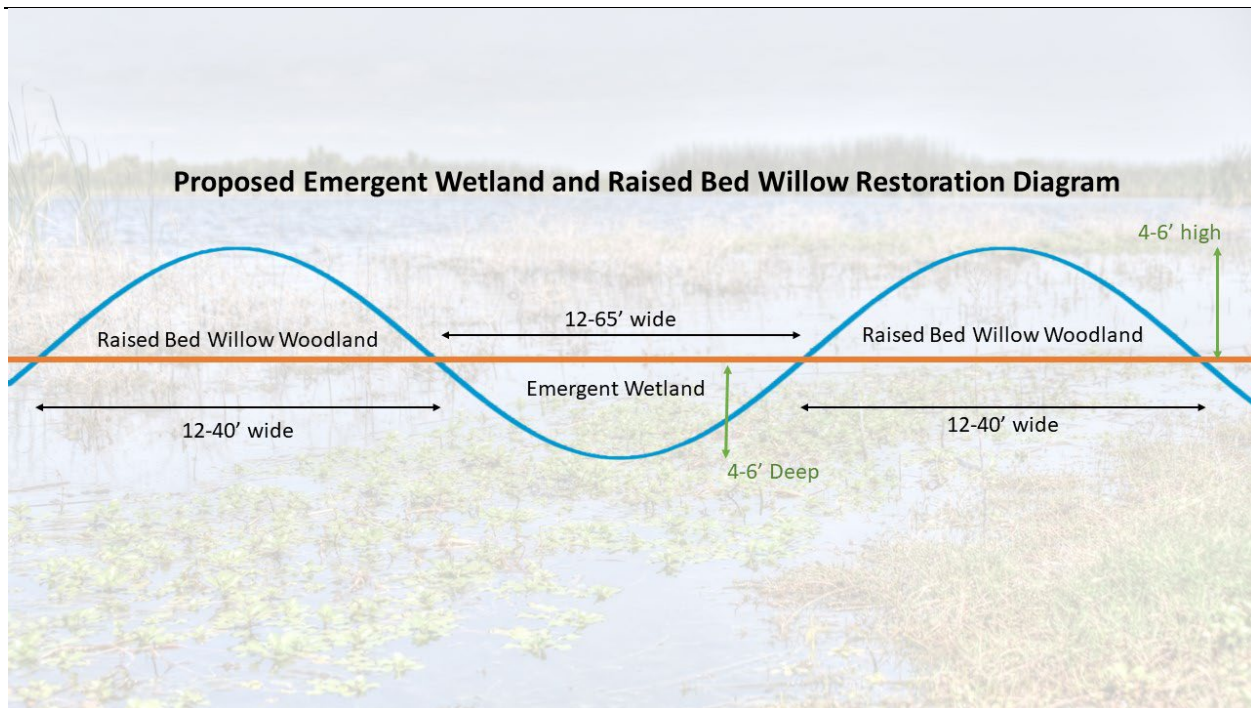 Proposed Emergent Wetland and Raised Bed Willow Restoration Diagram
4-6’ high
12-65’ wide
Raised Bed Willow Woodland
Raised Bed Willow Woodland
Emergent Wetland
12-40’ wide
12-40’ wide
4-6’ Deep